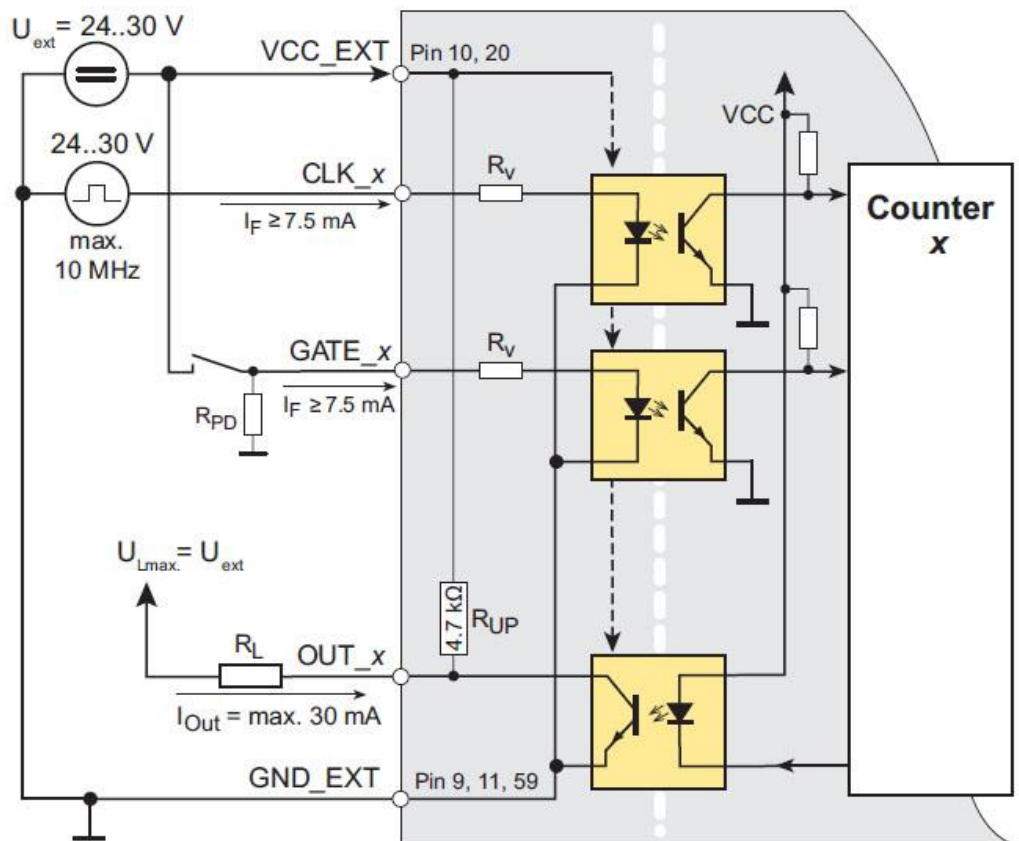 U_ext = 24..30 V
VCC_EXT
Pin 10, 20
24..30 V
VCC
CLK_x
R_v
I_F ≥ 7.5 mA
Counter
x
max.
10 MHz
GATE_x
R_v
I_F ≥ 7.5 mA
R_PD
U_Lmax. = U_ext
4.7 kΩ
R_UP
R_L
OUT_x
I_Out = max. 30 mA
GND_EXT
Pin 9, 11, 59